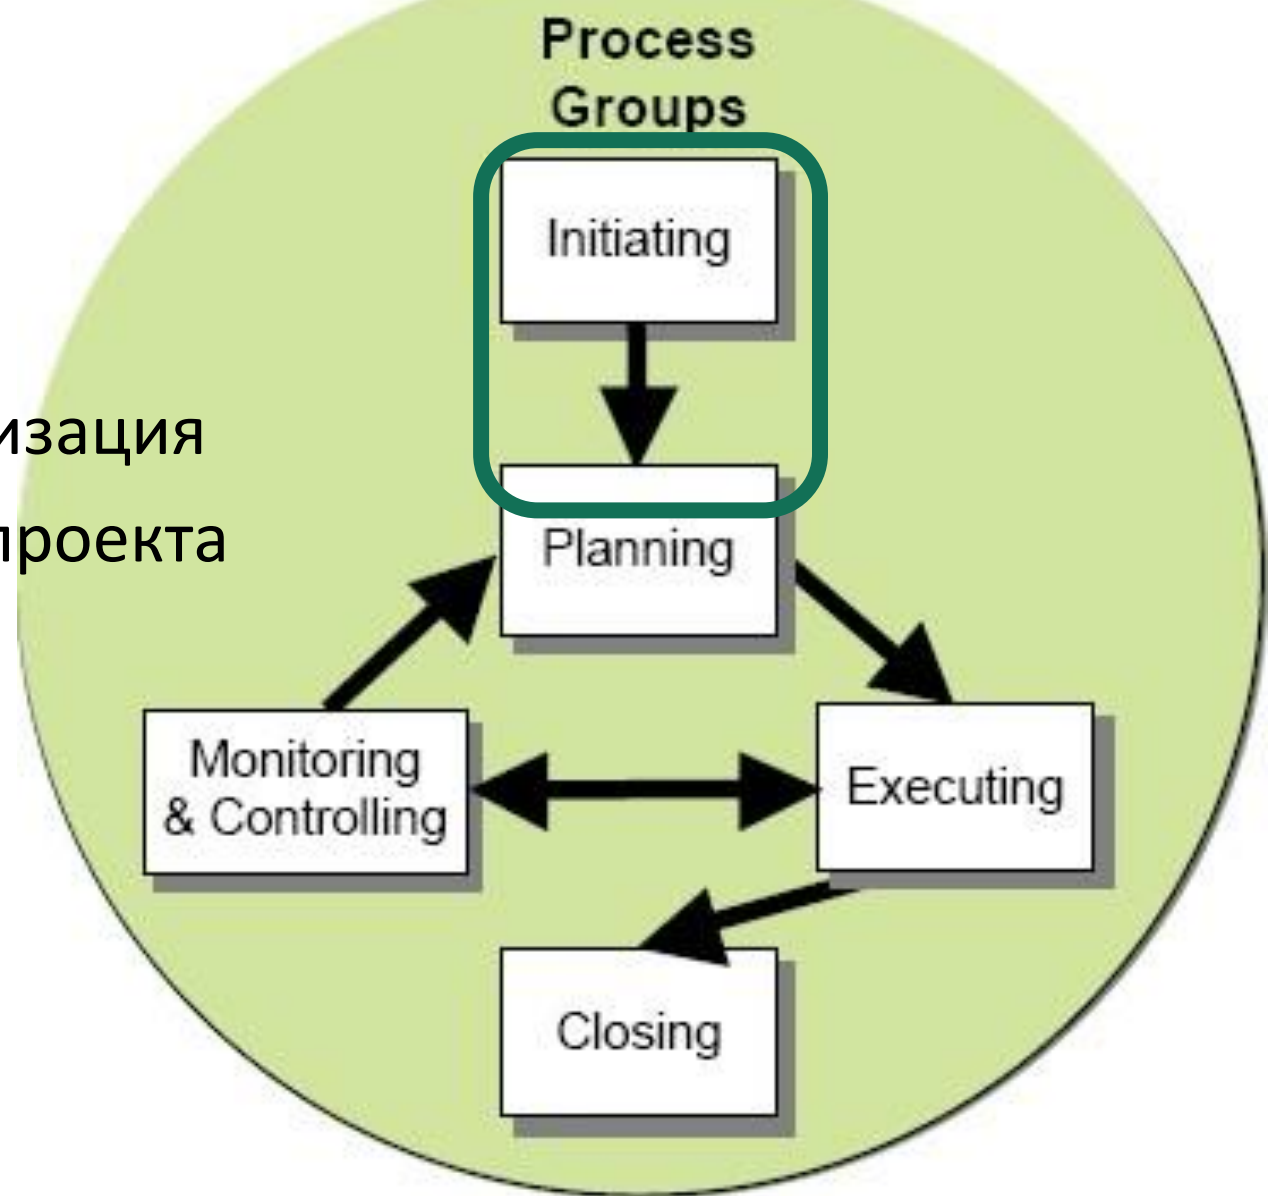 Process
Groups
Initiating
изация
проекта
Planning
Monitoring
& Controlling
Executing
Closing